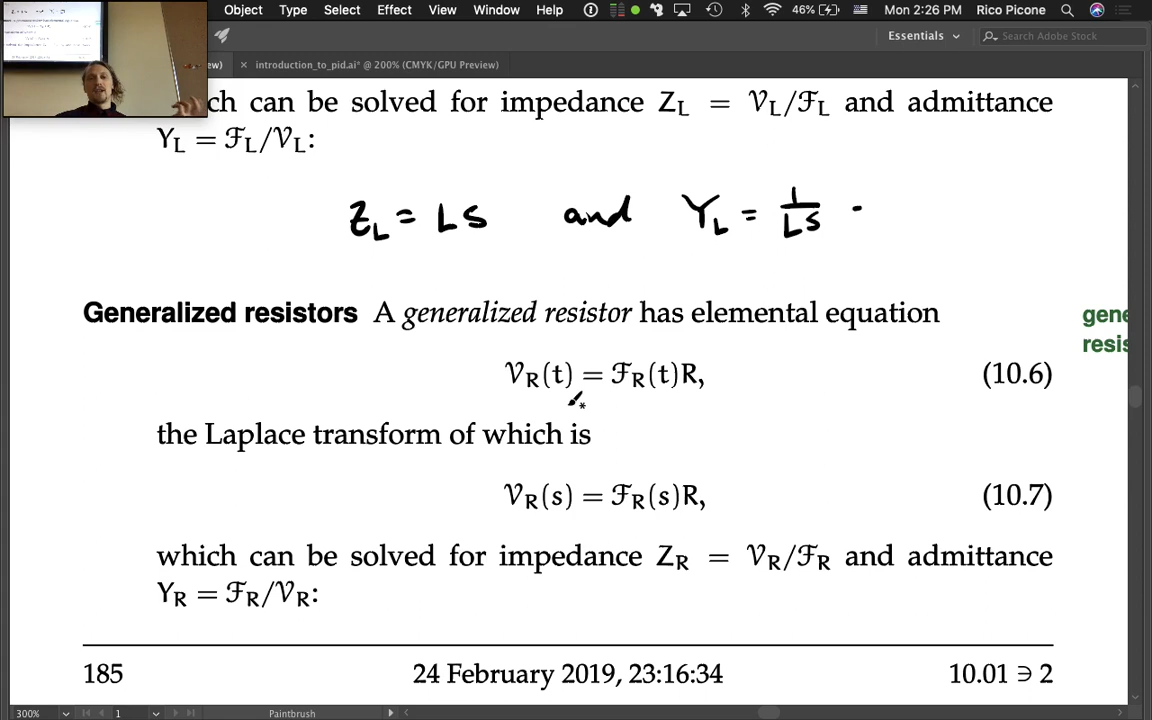 Object Type Select Effect View Window Help 46% Mon 2:26 PM Rico Picone
Essentials Search Adobe Stock
w) × introduction_to_pid.ai* @ 200% (CMYK/GPU Preview)
ch can be solved for impedance Z_L = 𝒱_L/ℱ_L and admittance
Y_L = ℱ_L/𝒱_L:
Z_L = LS and Y_L = 1/LS .
Generalized resistors A generalized resistor has elemental equation
gene
resis
𝒱_R(t) = ℱ_R(t)R, (10.6)
the Laplace transform of which is
𝒱_R(s) = ℱ_R(s)R, (10.7)
which can be solved for impedance Z_R = 𝒱_R/ℱ_R and admittance
Y_R = ℱ_R/𝒱_R:
185 24 February 2019, 23:16:34 10.01 ∋ 2
300% 1 Paintbrush